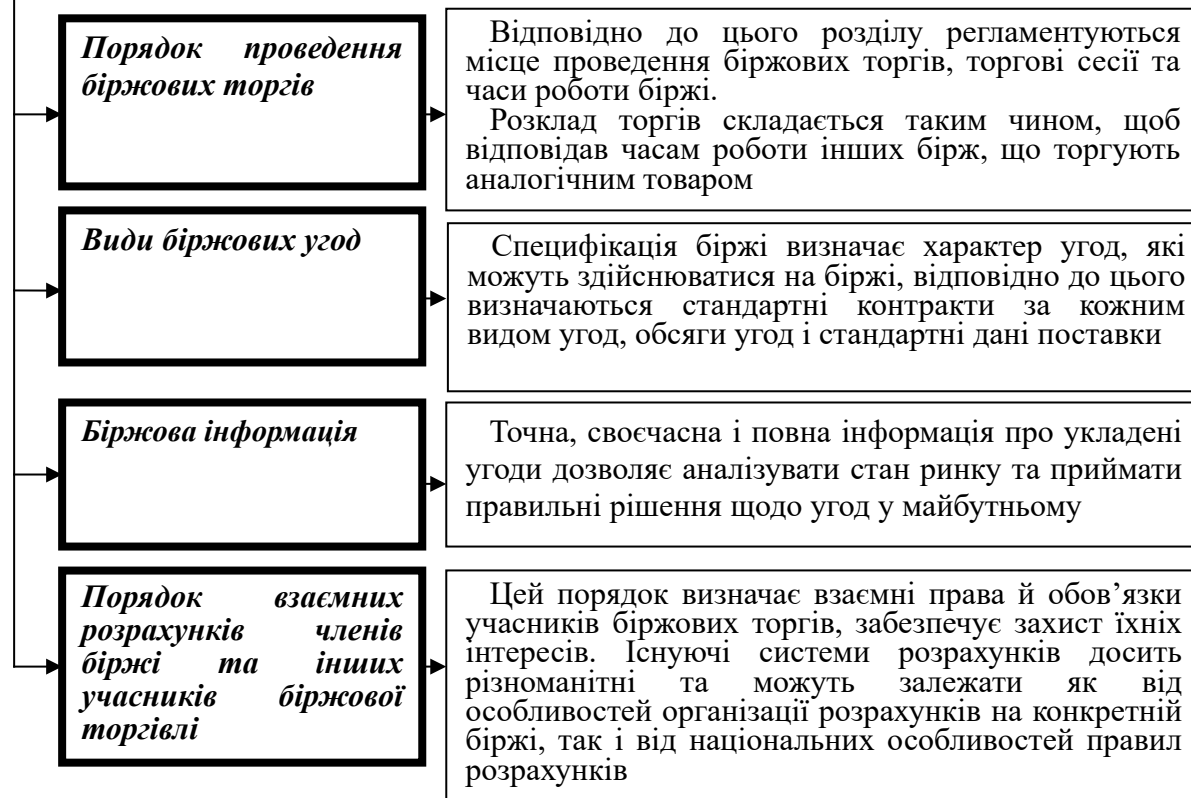 Порядок проведення
біржових торгів
Відповідно до цього розділу регламентуються
місце проведення біржових торгів, торгові сесії та
часи роботи біржі.
Розклад торгів складається таким чином, щоб
відповідав часам роботи інших бірж, що торгують
аналогічним товаром
Види біржових угод
Специфікація біржі визначає характер угод, які
можуть здійснюватися на біржі, відповідно до цього
визначаються стандартні контракти за кожним
видом угод, обсяги угод і стандартні дані поставки
Біржова інформація
Точна, своєчасна і повна інформація про укладені
угоди дозволяє аналізувати стан ринку та приймати
правильні рішення щодо угод у майбутньому
Порядок взаємних
розрахунків членів
біржі та інших
учасників біржової
торгівлі
Цей порядок визначає взаємні права й обов’язки
учасників біржових торгів, забезпечує захист їхніх
інтересів. Існуючі системи розрахунків досить
різноманітні та можуть залежати як від
особливостей організації розрахунків на конкретній
біржі, так і від національних особливостей правил
розрахунків